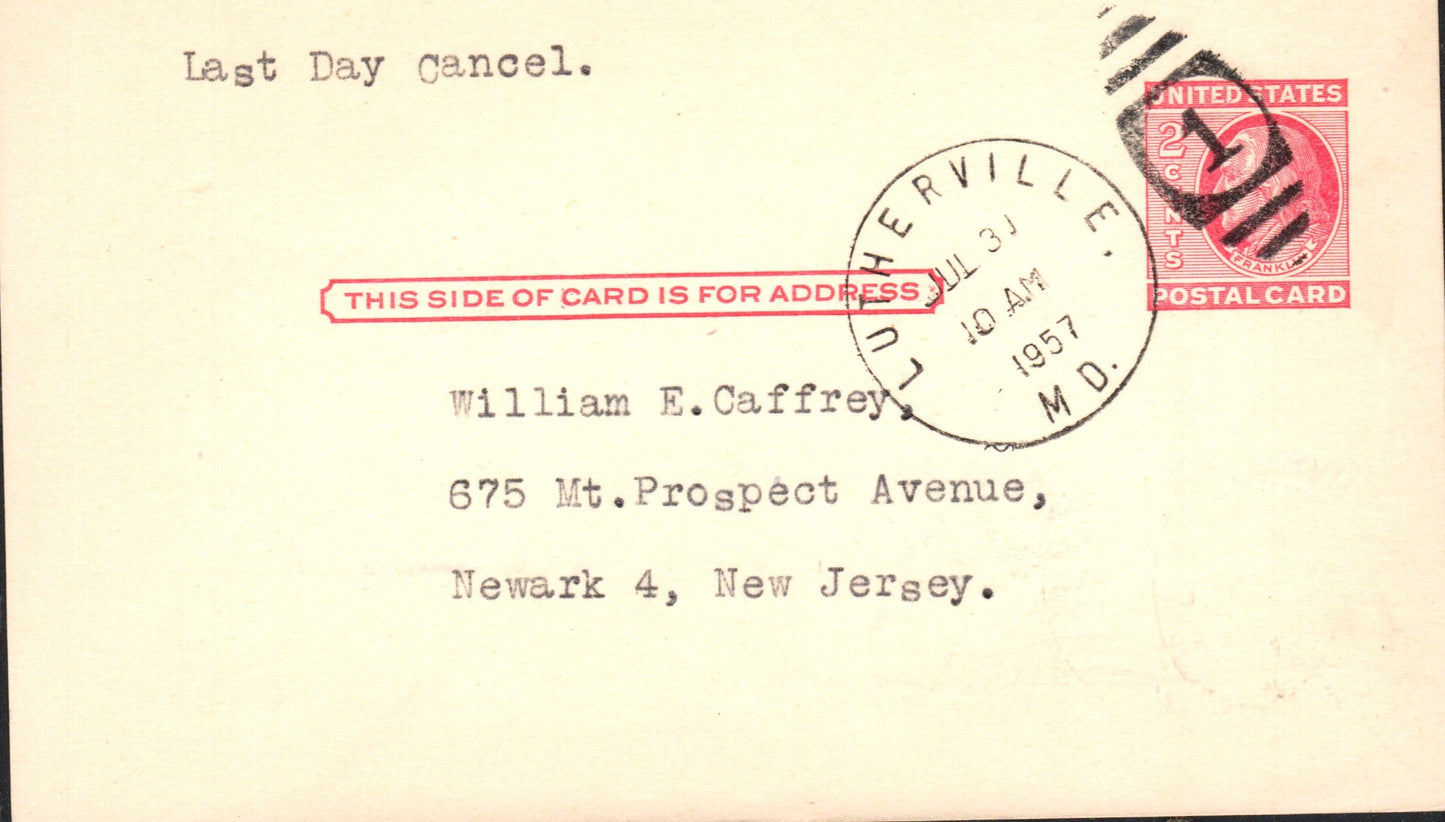 Last Day Cancel.
UNITED STATES
2
CENTS
FRANKLIN
POSTAL CARD
1
LUTHERVILLE,
JUL 31
10 AM
1957
MD.
THIS SIDE OF CARD IS FOR ADDRESS
William E.Caffrey,
675 Mt.Prospect Avenue,
Newark 4, New Jersey.